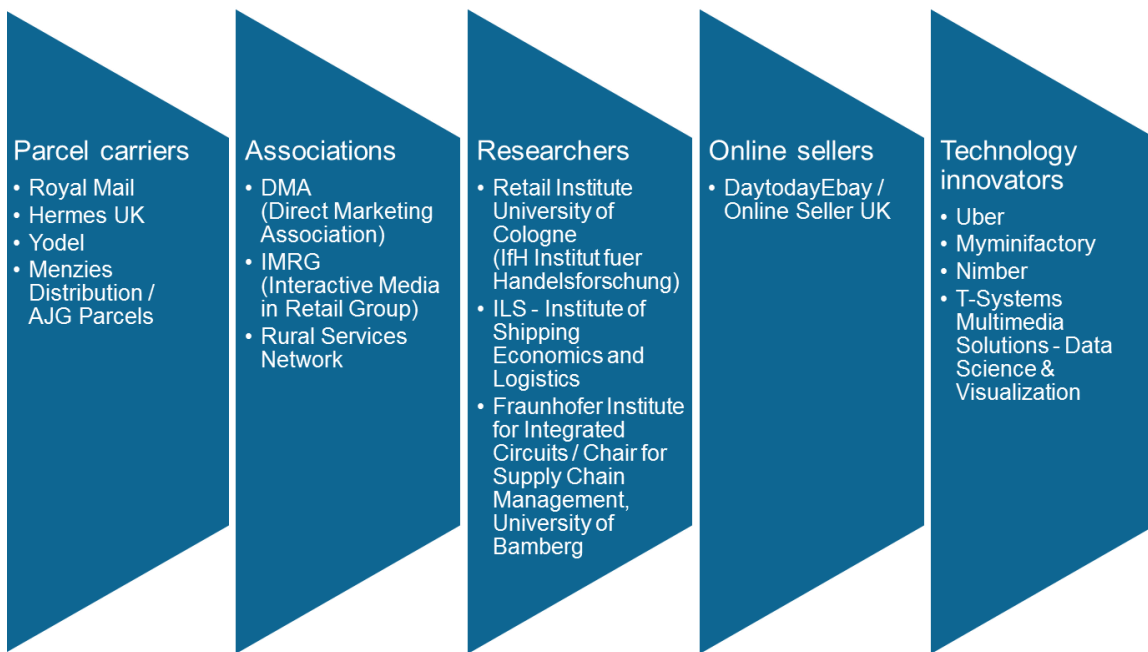 Parcel carriers
• Royal Mail
• Hermes UK
• Yodel
• Menzies
Distribution /
AJG Parcels
Associations
• DMA
(Direct Marketing
Association)
• IMRG
(Interactive Media
in Retail Group)
• Rural Services
Network
Researchers
• Retail Institute
University of
Cologne
(IfH Institut fuer
Handelsforschung)
• ILS - Institute of
Shipping
Economics and
Logistics
• Fraunhofer Institute
for Integrated
Circuits / Chair for
Supply Chain
Management,
University of
Bamberg
Online sellers
• DaytodayEbay /
Online Seller UK
Technology
innovators
• Uber
• Myminifactory
• Nimber
• T-Systems
Multimedia
Solutions - Data
Science &
Visualization